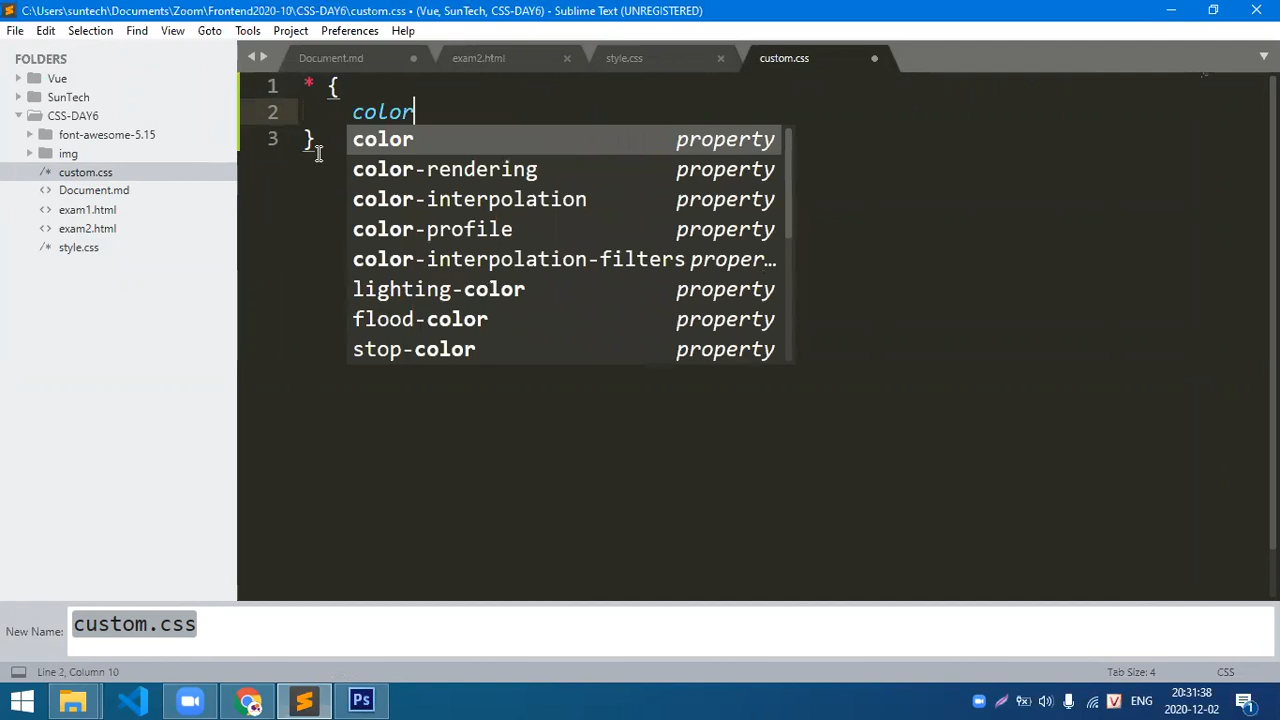 C:\Users\suntech\Documents\Zoom\Frontend2020-10\CSS-DAY6\custom.css • (Vue, SunTech, CSS-DAY6) - Sublime Text (UNREGISTERED)
File Edit Selection Find View Goto Tools Project Preferences Help
FOLDERS
Vue
SunTech
CSS-DAY6
font-awesome-5.15
img
custom.css
Document.md
exam1.html
exam2.html
style.css
Document.md exam2.html style.css custom.css
1 * {
2 color
3 }
color property
color-rendering property
color-interpolation property
color-profile property
color-interpolation-filters proper…
lighting-color property
flood-color property
stop-color property
New Name: custom.css
Line 2, Column 10 Tab Size: 4 CSS
Ps
V ENG
20:31:38
2020-12-02
1